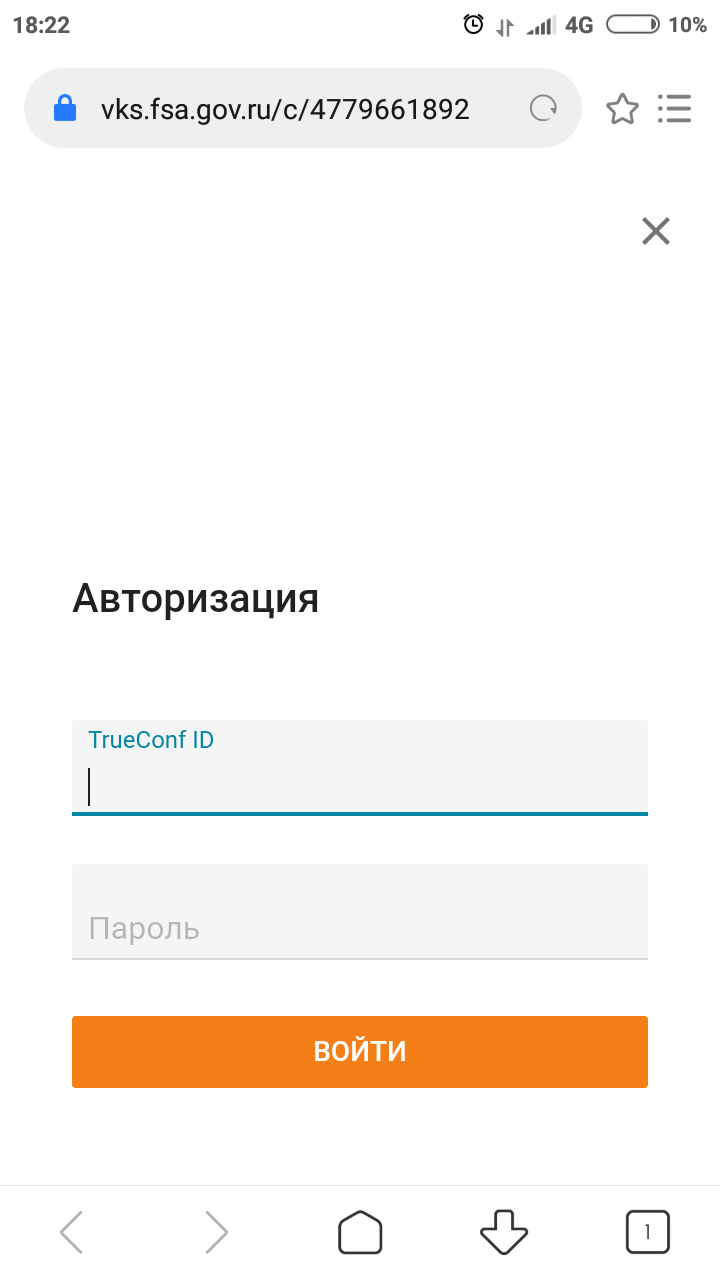 18:22 4G 10%
vks.fsa.gov.ru/c/4779661892
Авторизация
TrueConf ID
Пароль
ВОЙТИ
1